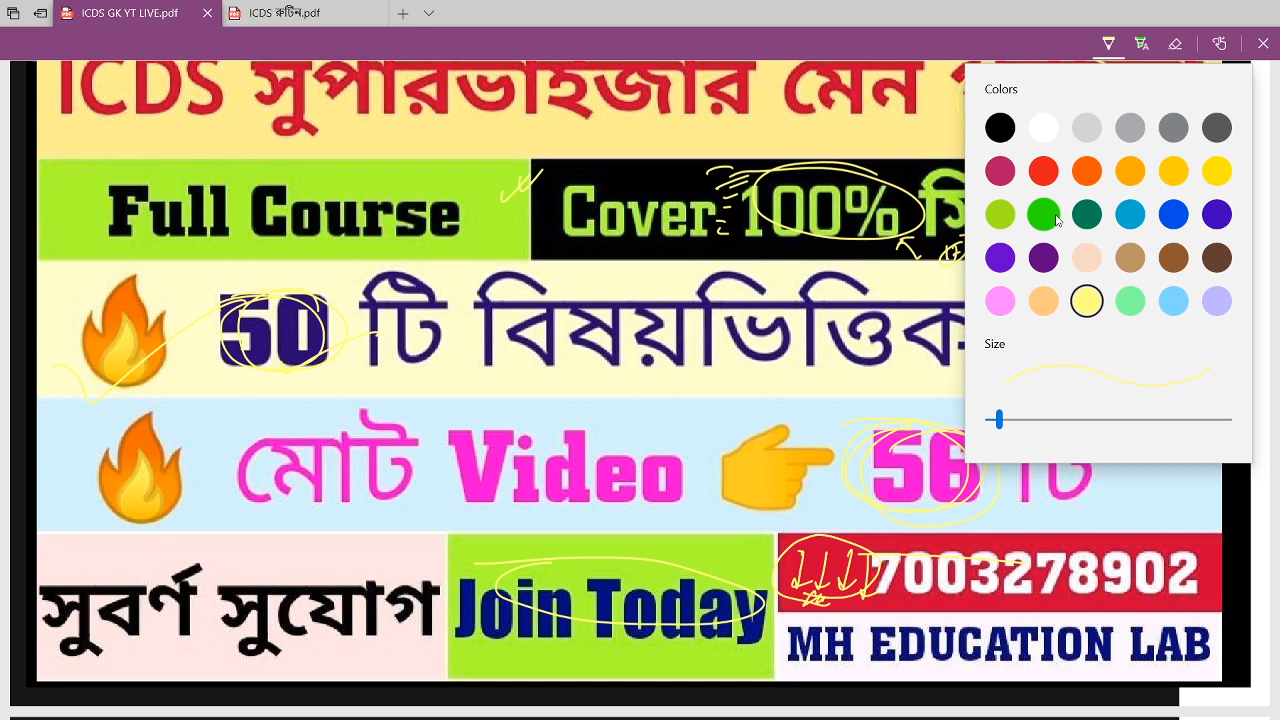 ICDS GK YT LIVE.pdf
ICDS রুটিন.pdf
Colors
Size
ICDS সুপারভাইজার মেন
Full Course
Cover 100%
🔥 50 টি বিষয়ভিত্তিক
🔥 মোট Video 👉 56 টি
সুবর্ণ সুযোগ
Join Today
7003278902
MH EDUCATION LAB